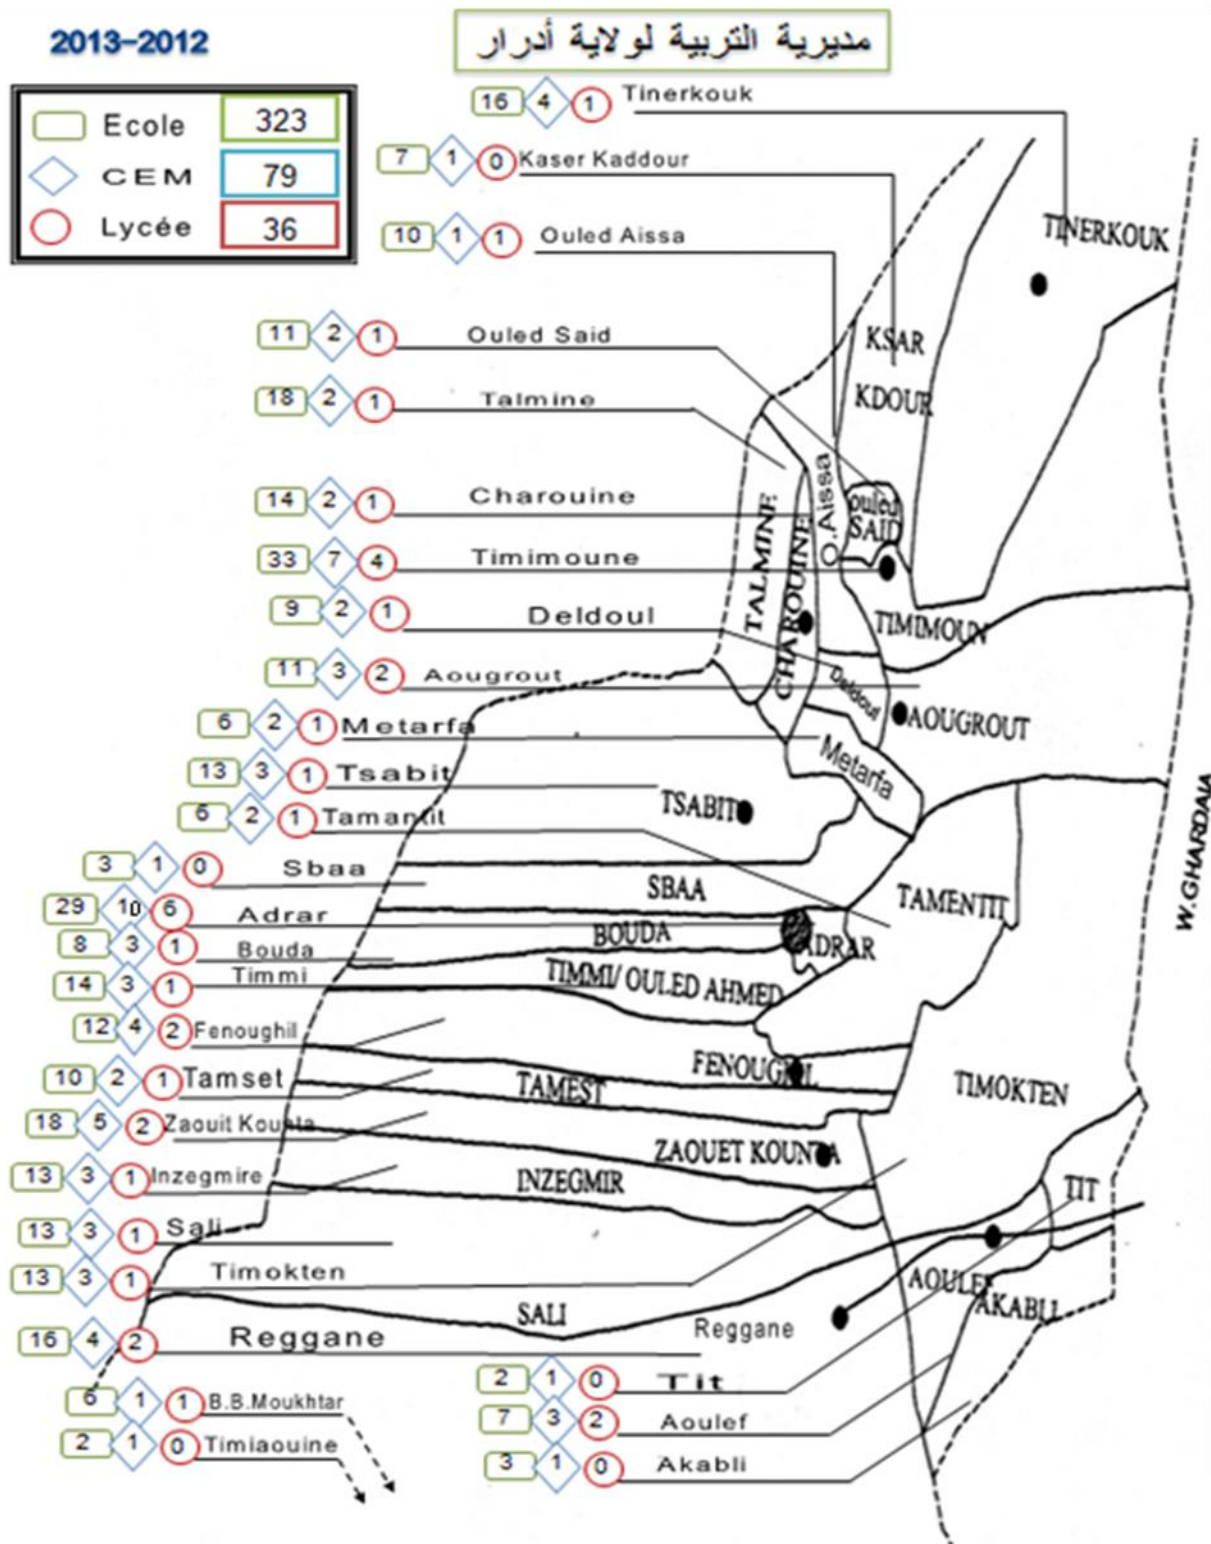 2013-2012
مديرية التربية لولاية أدرار
Ecole 323
CEM 79
Lycée 36
16 4 1 Tinerkouk
7 1 0 Kaser Kaddour
10 1 1 Ouled Aissa
11 2 1 Ouled Said
18 2 1 Talmine
14 2 1 Charouine
33 7 4 Timimoune
9 2 1 Deldoul
11 3 2 Aougrout
6 2 1 Metarfa
13 3 1 Tsabit
6 2 1 Tamantit
3 1 0 Sbaa
29 10 6 Adrar
8 3 1 Bouda
14 3 1 Timmi
12 4 2 Fenoughil
10 2 1 Tamset
18 5 2 Zaouit Kounta
13 3 1 Inzegmire
13 3 1 Sali
13 3 1 Timokten
16 4 2 Reggane
6 1 1 B.B.Moukhtar
2 1 0 Timiaouine
2 1 0 Tit
7 3 2 Aoulef
3 1 0 Akabli
TINERKOUK
KSAR
KDOUR
O.Aissa
ouled
SAID
TALMINE
CHAROUINE
TIMIMOUN
Deldoul
AOUGROUT
Metarfa
TSABIT
SBAA
TAMENTIT
BOUDA
ADRAR
TIMMI/ OULED AHMED
FENOUGHIL
TAMEST
TIMOKTEN
ZAOUET KOUNTA
INZEGMIR
TIT
AOULEF
AKABLI
SALI
Reggane
W.GHARDAIA